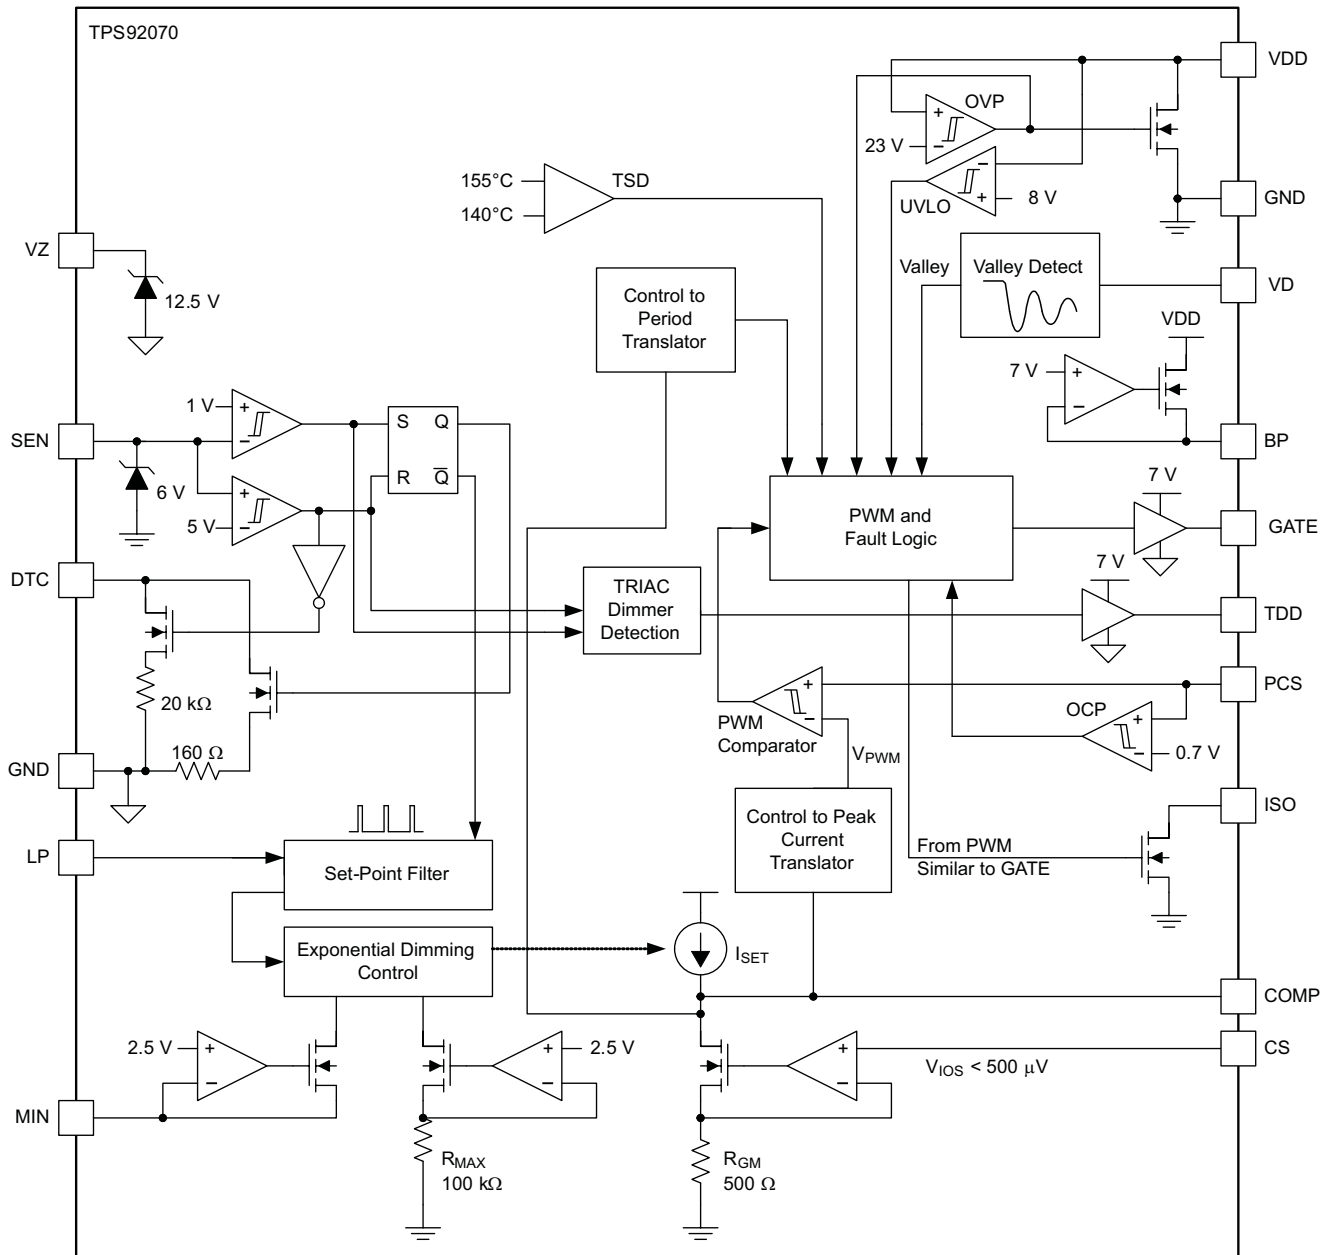 TPS92070
VDD
OVP
+
23 V
−
155°C
TSD
140°C
−
UVLO
+
8 V
GND
VZ
12.5 V
Valley
Valley Detect
VD
Control to
Period
Translator
VDD
7 V
+
−
1 V
+
S
Q
SEN
−
BP
R
Q̅
6 V
+
7 V
5 V
−
PWM and
Fault Logic
GATE
DTC
7 V
TRIAC
Dimmer
Detection
TDD
+
PCS
20 kΩ
OCP
+
−
PWM
Comparator
−
0.7 V
160 Ω
VPWM
GND
ISO
Control to Peak
Current
Translator
From PWM
Similar to GATE
LP
Set-Point Filter
Exponential Dimming
Control
ISET
COMP
2.5 V
+
+
2.5 V
+
CS
−
−
−
VIOS < 500 µV
MIN
RMAX
100 kΩ
RGM
500 Ω